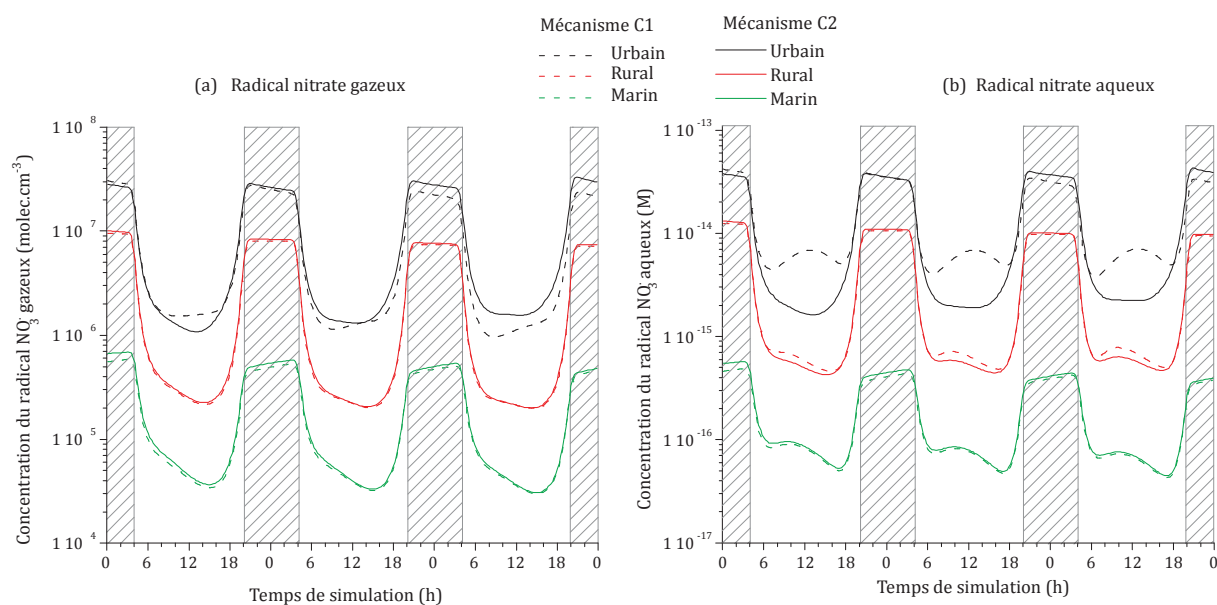 Mécanisme C1
Urbain
Rural
Marin
Mécanisme C2
Urbain
Rural
Marin
(a) Radical nitrate gazeux
(b) Radical nitrate aqueux
Concentration du radical NO3· gazeux (molec.cm-3)
1 10 8
1 10 7
1 10 6
1 10 5
1 10 4
0 6 12 18 0 6 12 18 0 6 12 18 0
Temps de simulation (h)
Concentration du radical NO3· aqueux (M)
1 10 -13
1 10 -14
1 10 -15
1 10 -16
1 10 -17
0 6 12 18 0 6 12 18 0 6 12 18 0
Temps de simulation (h)